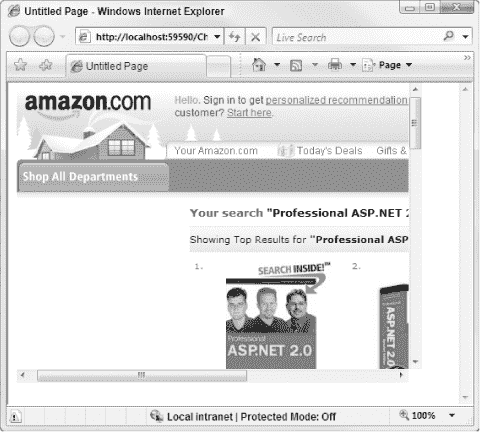 Untitled Page - Windows Internet Explorer
http://localhost:59590/Ch
Live Search
Untitled Page
Page
amazon.com
Hello. Sign in to get personalized recommendation
customer? Start here.
Your Amazon.com Today's Deals Gifts &
Shop All Departments
Your search "Professional ASP.NET 2
Showing Top Results for "Professional ASP
1. 2.
SEARCH INSIDE!™
Professional
ASP.NET 2.0
ASP.NET 2.0
Local intranet | Protected Mode: Off
100%